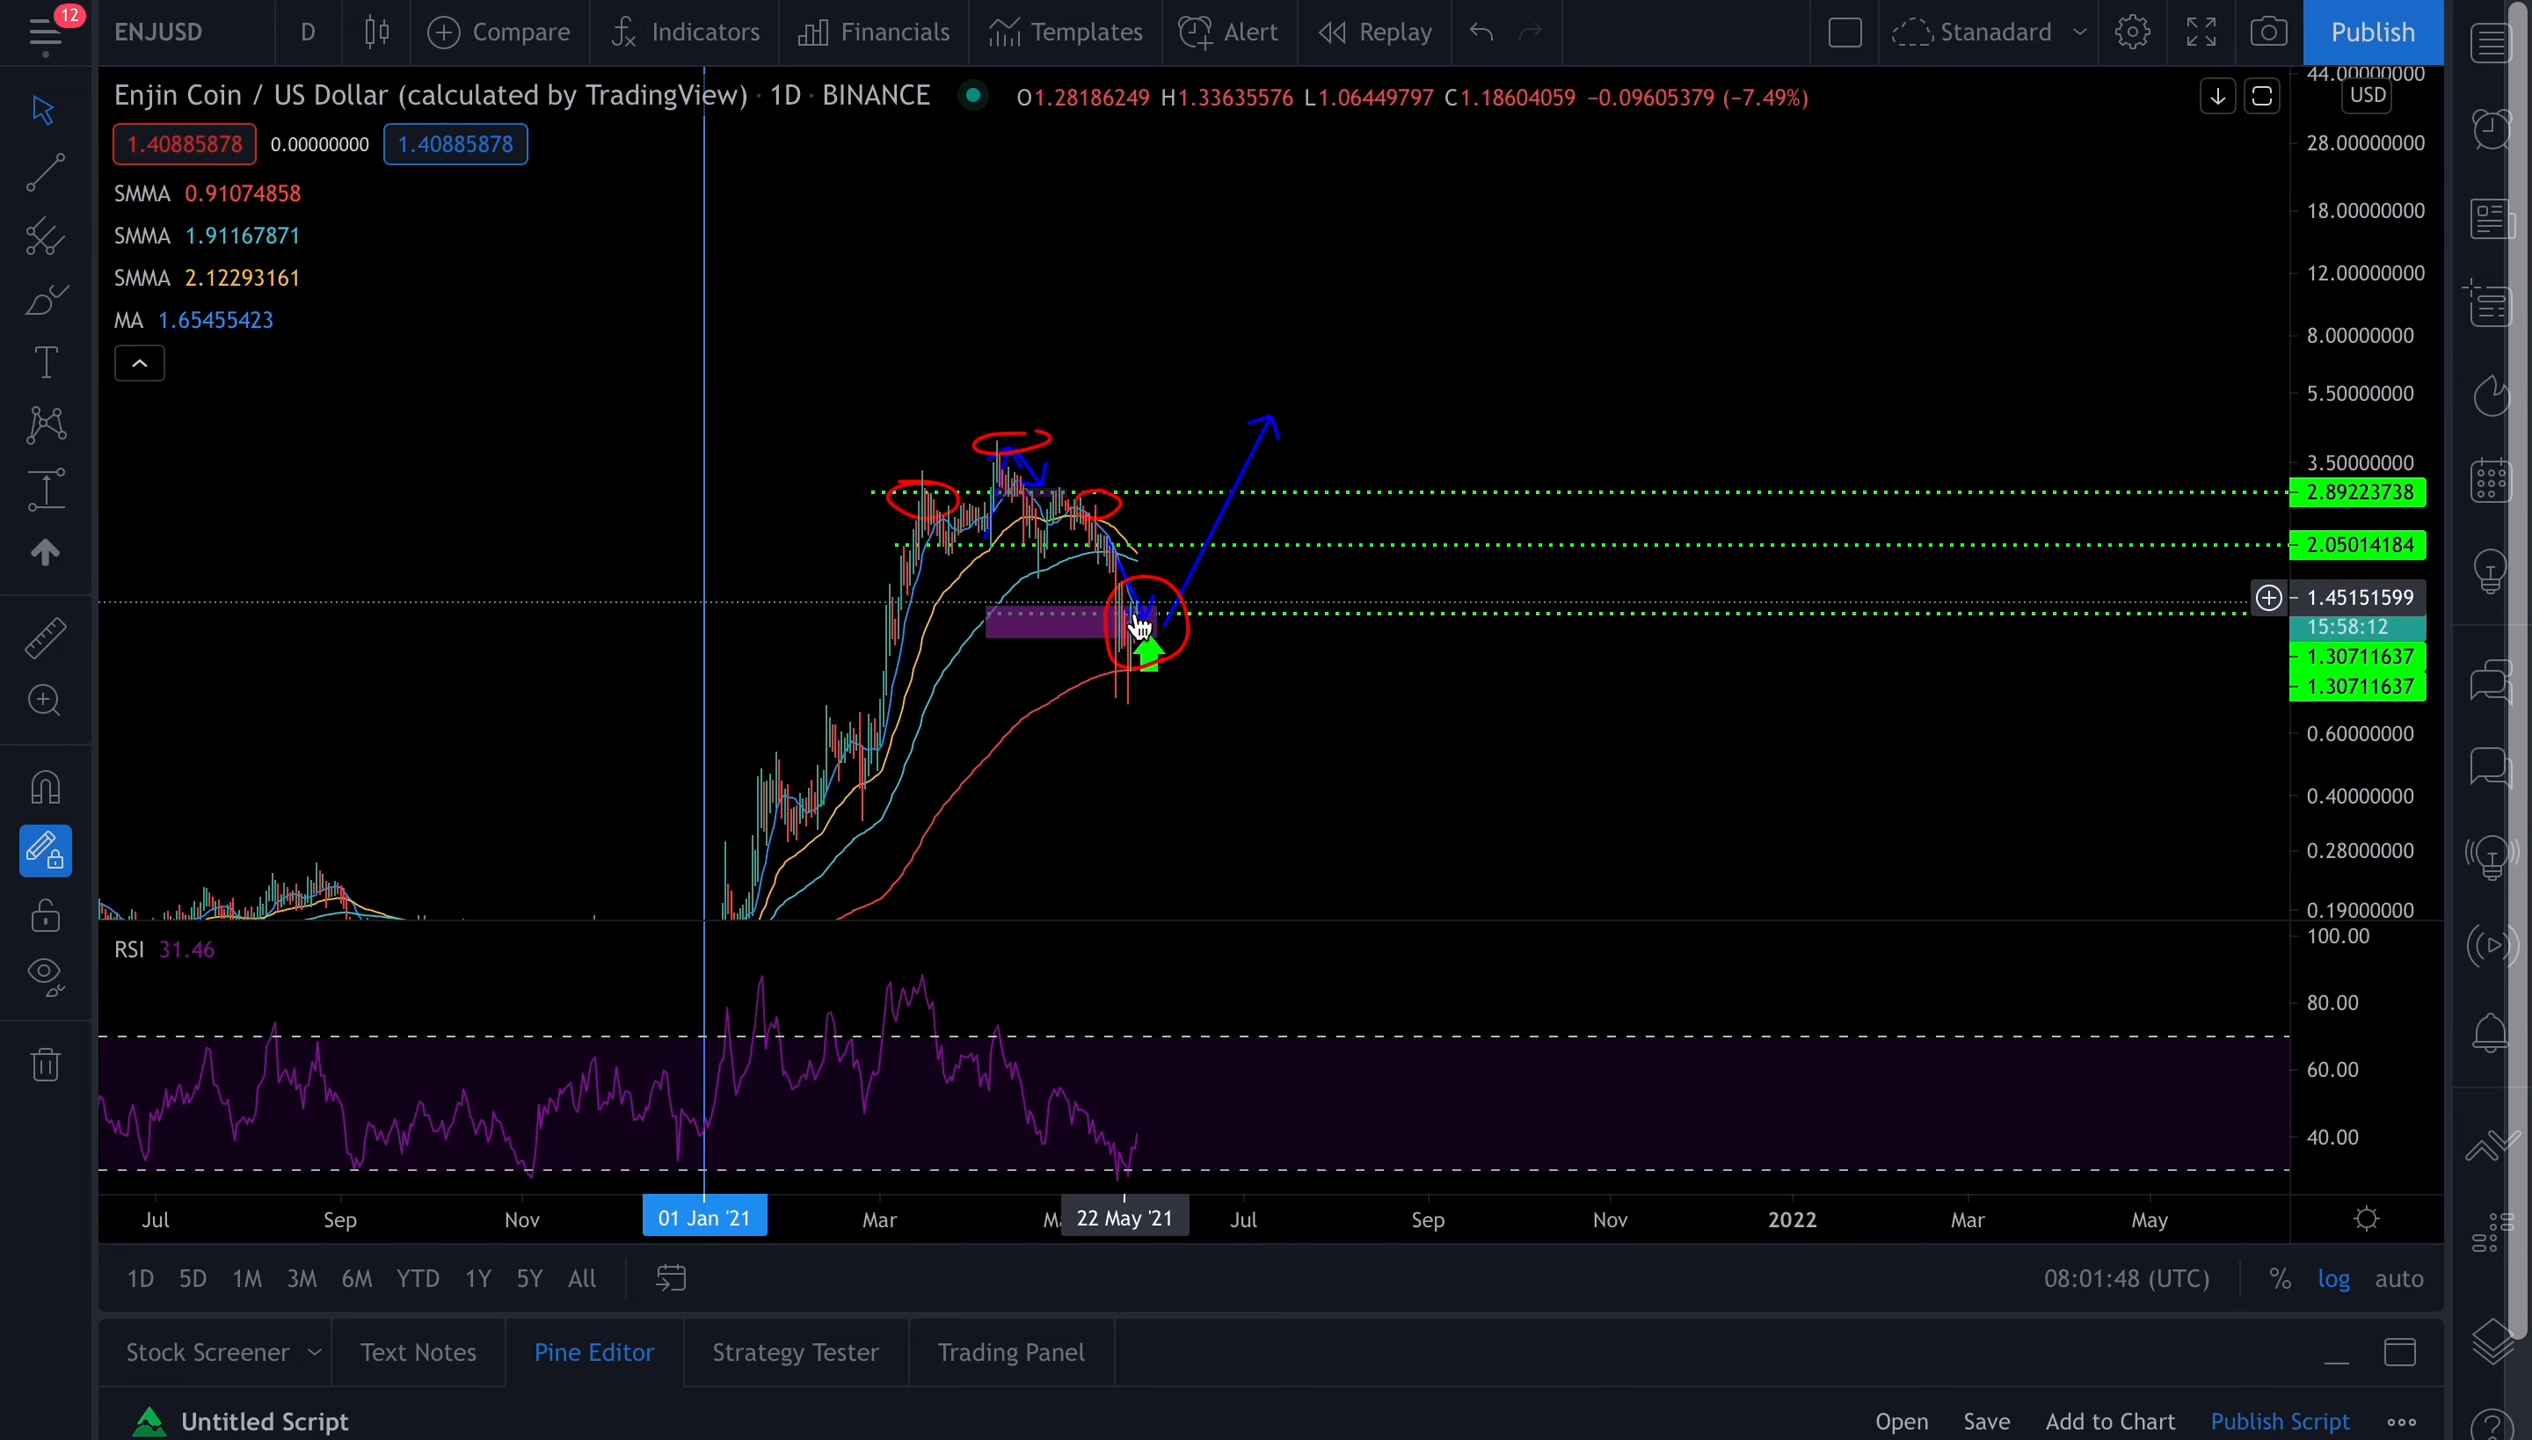 12
ENJUSD
D
Compare
Indicators
Financials
Templates
Alert
Replay
Stanadard
Publish
Enjin Coin / US Dollar (calculated by TradingView) · 1D · BINANCE
O1.28186249 H1.33635576 L1.06449797 C1.18604059 −0.09605379 (−7.49%)
USD
1.40885878 0.00000000 1.40885878
SMMA 0.91074858
SMMA 1.91167871
SMMA 2.12293161
MA 1.65455423
44.00000000
28.00000000
18.00000000
12.00000000
8.00000000
5.50000000
3.50000000
2.89223738
2.05014184
1.45151599
15:58:12
1.30711637
1.30711637
0.60000000
0.40000000
0.28000000
0.19000000
RSI 31.46
100.00
80.00
60.00
40.00
Jul Sep Nov 01 Jan '21 Mar 22 May '21 Jul Sep Nov 2022 Mar May
1D 5D 1M 3M 6M YTD 1Y 5Y All
08:01:48 (UTC) % log auto
Stock Screener Text Notes Pine Editor Strategy Tester Trading Panel
Untitled Script
Open Save Add to Chart Publish Script